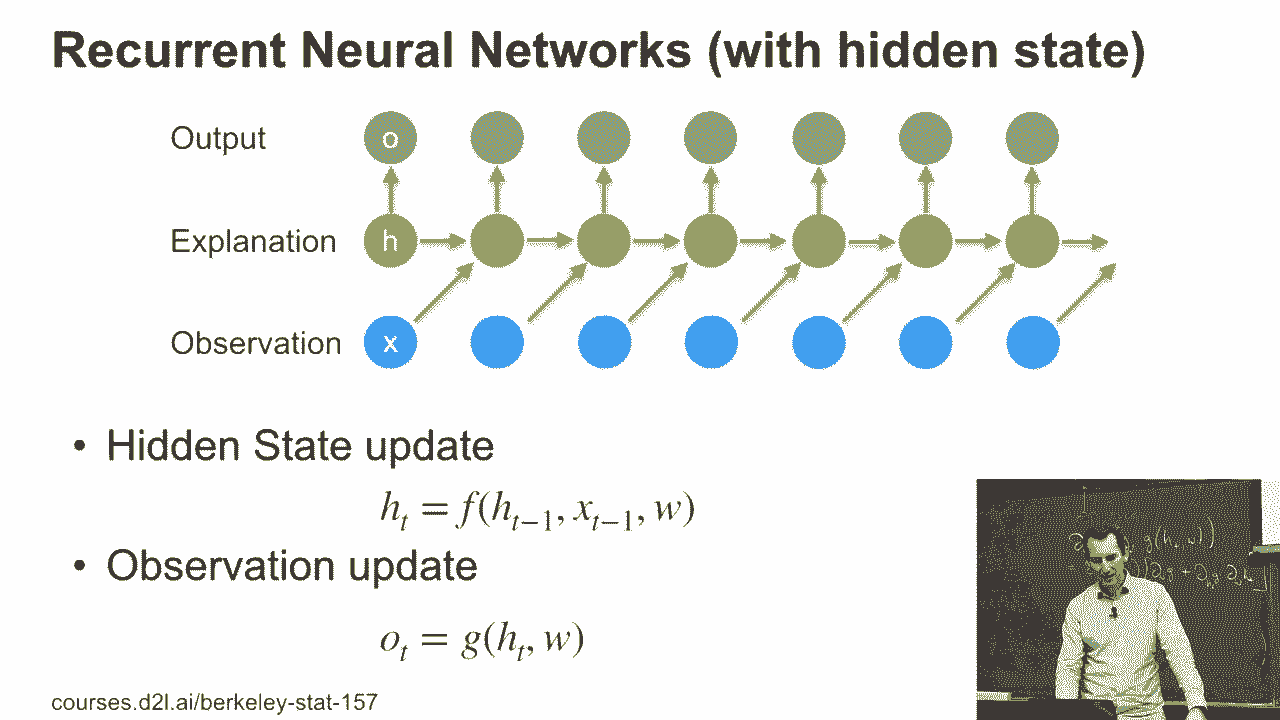 Recurrent Neural Networks (with hidden state)
Output
o
Explanation
h
Observation
x
• Hidden State update
h_t = f(h_{t−1}, x_{t−1}, w)
• Observation update
o_t = g(h_t, w)
courses.d2l.ai/berkeley-stat-157